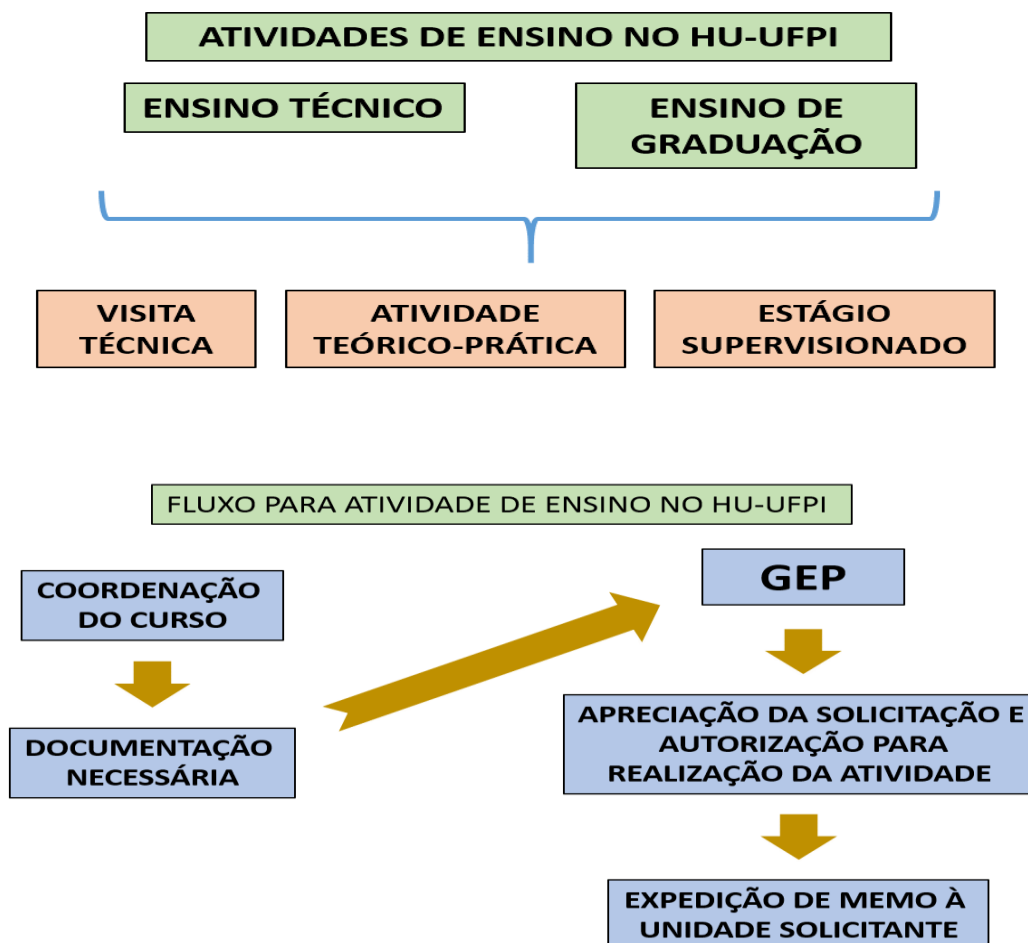 ATIVIDADES DE ENSINO NO HU-UFPI
ENSINO TÉCNICO
ENSINO DE
GRADUAÇÃO
VISITA
TÉCNICA
ATIVIDADE
TEÓRICO-PRÁTICA
ESTÁGIO
SUPERVISIONADO
FLUXO PARA ATIVIDADE DE ENSINO NO HU-UFPI
COORDENAÇÃO
DO CURSO
DOCUMENTAÇÃO
NECESSÁRIA
GEP
APRECIAÇÃO DA SOLICITAÇÃO E
AUTORIZAÇÃO PARA
REALIZAÇÃO DA ATIVIDADE
EXPEDIÇÃO DE MEMO À
UNIDADE SOLICITANTE